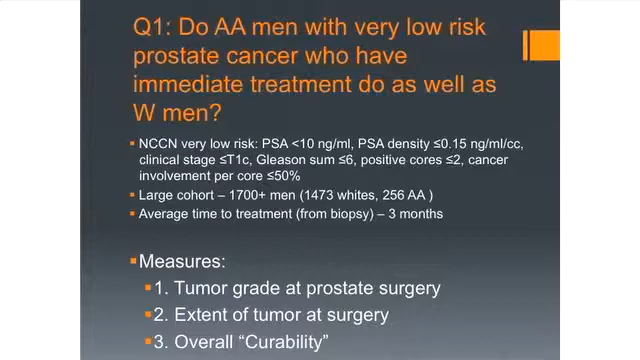 Q1: Do AA men with very low risk
prostate cancer who have
immediate treatment do as well as
W men?
▪ NCCN very low risk: PSA <10 ng/ml, PSA density ≤0.15 ng/ml/cc,
clinical stage ≤T1c, Gleason sum ≤6, positive cores ≤2, cancer
involvement per core ≤50%
▪ Large cohort – 1700+ men (1473 whites, 256 AA )
▪ Average time to treatment (from biopsy) – 3 months
▪ Measures:
▪ 1. Tumor grade at prostate surgery
▪ 2. Extent of tumor at surgery
▪ 3. Overall “Curability”